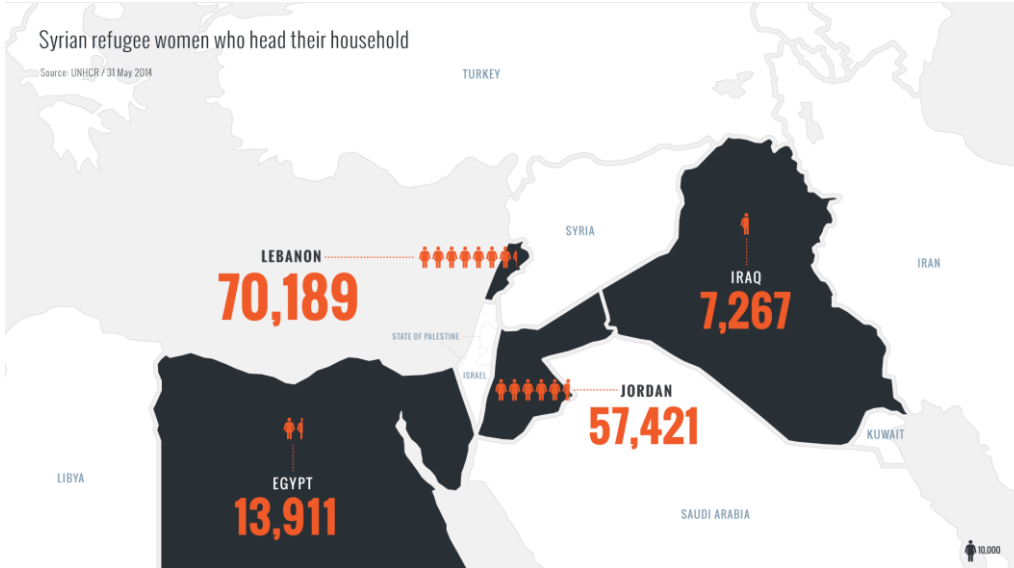 Syrian refugee women who head their household
Source: UNHCR / 31 May 2014
TURKEY
SYRIA
LEBANON
70,189
IRAN
IRAQ
7,267
STATE OF PALESTINE
ISRAEL
JORDAN
57,421
KUWAIT
LIBYA
EGYPT
13,911
SAUDI ARABIA
10,000